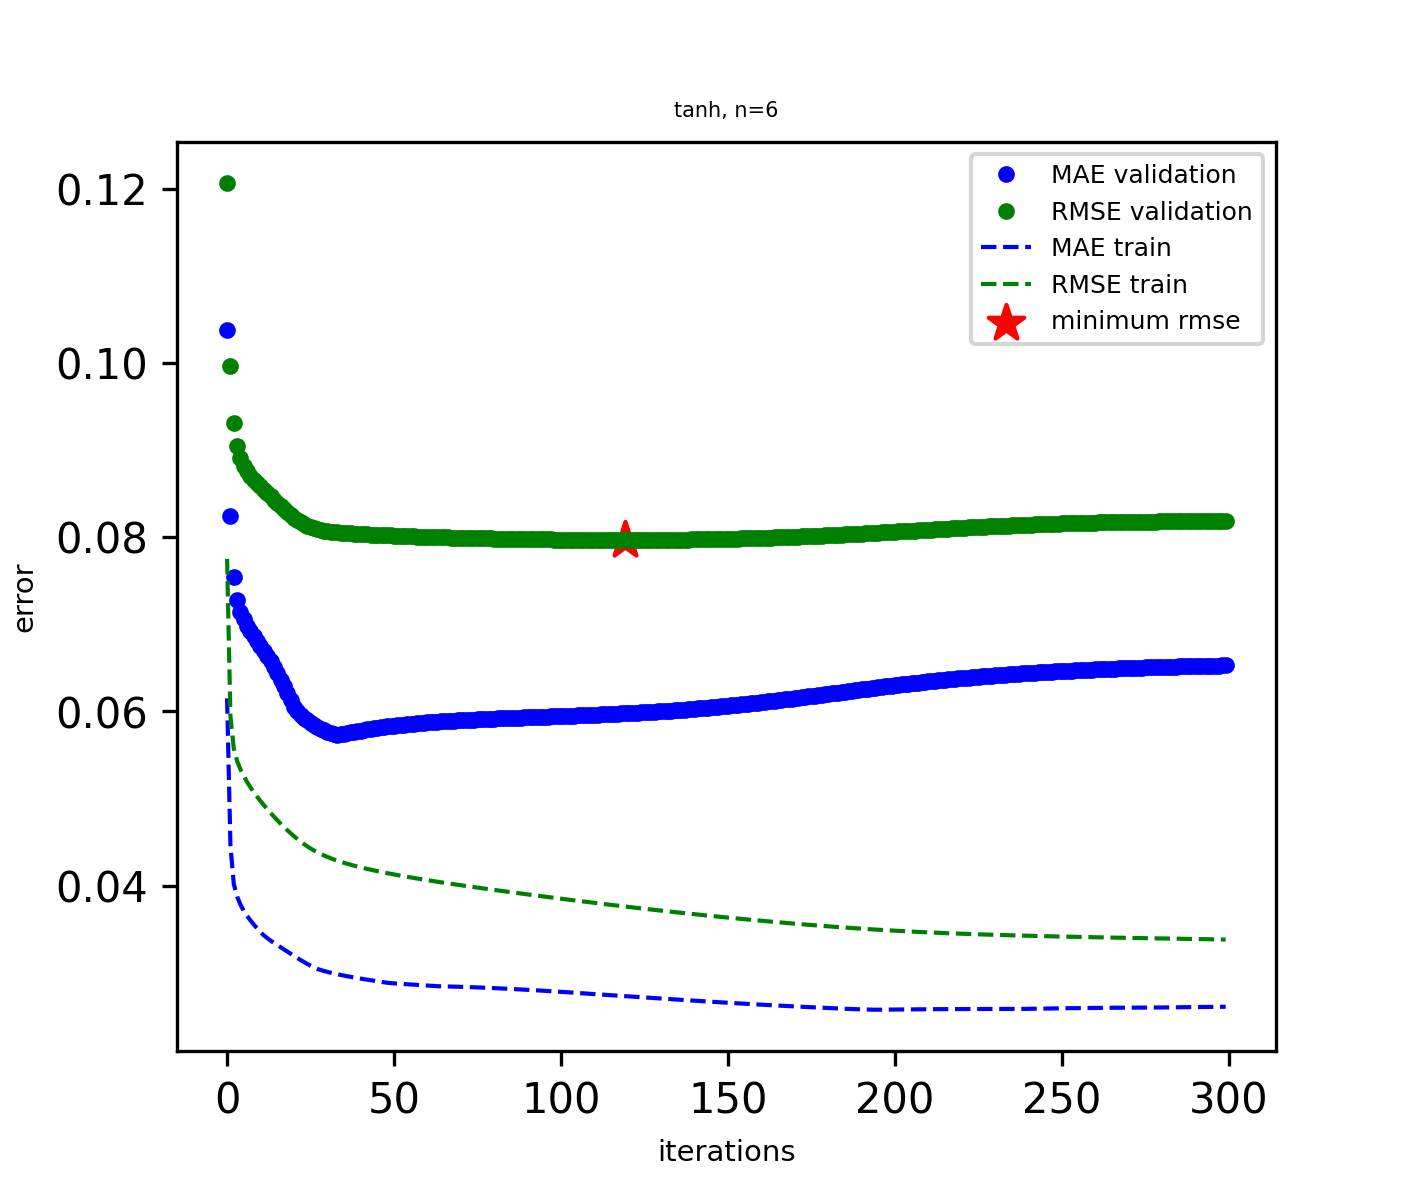 tanh, n=6
MAE validation
RMSE validation
MAE train
RMSE train
minimum rmse
0.12
0.10
0.08
0.06
0.04
error
0 50 100 150 200 250 300
iterations